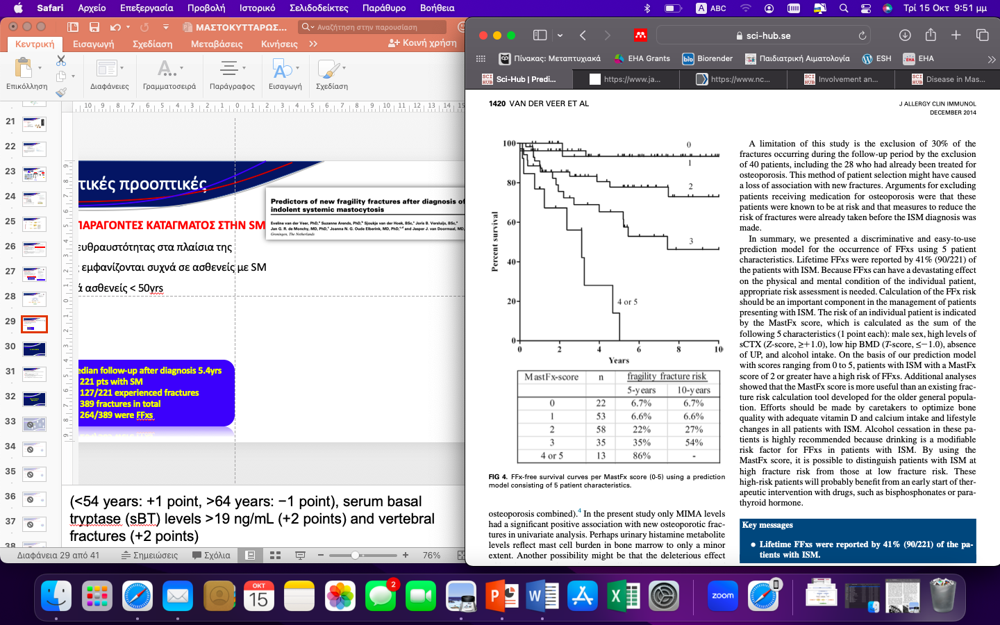 Safari Αρχείο Επεξεργασία Προβολή Ιστορικό Σελιδοδείκτες Παράθυρο Βοήθεια
A ABC Τρί 15 Οκτ 9:51 μμ
ΜΑΣΤΟΚΥΤΤΑΡΩΣ...
Αναζήτηση στην παρουσίαση
Κεντρική Εισαγωγή Σχεδίαση Μεταβάσεις Κινήσεις Κοινή χρήση
Επικόλληση Διαφάνειες Γραμματοσειρά Παράγραφος Εισαγωγή Σχεδίαση
21
22
23
24
25
26
27
28
29
30
31
32
33
34
35
36
37
38
τικές προοπτικές
Predictors of new fragility fractures after diagnosis of
indolent systemic mastocytosis
Eveline van der Veer, PhD,ᵃ Suzanne Arends, PhD,ᵇ Sjoukje van der Hoek, BSc,ᵃ Joris B. Versluijs, BSc,ᵃ
Jan G. R. de Monchy, MD, PhD,ᶜ Joanna N. G. Oude Elberink, MD, PhD,ᶜ,ᵈ and Jasper J. van Doormaal, MD,
Groningen, The Netherlands
ΠΑΡΑΓΟΝΤΕΣ ΚΑΤΑΓΜΑΤΟΣ ΣΤΗΝ SM
ευθραυστότητας στα πλαίσια της
εμφανίζονται συχνά σε ασθενείς με SM
ά ασθενείς < 50yrs
edian follow-up after diagnosis 5.4yrs
221 pts with SM
127/221 experienced fractures
389 fractures in total
264/389 were FFxs
(<54 years: +1 point, >64 years: −1 point), serum basal
tryptase (sBT) levels >19 ng/mL (+2 points) and vertebral
fractures (+2 points)
Διαφάνεια 29 από 41 Σημειώσεις Σχόλια 76%
sci-hub.se
Πίνακας: Μεταπτυχιακά EHA Grants bio Biorender Παιδιατρική Αιματολογία ESH EHA
Sci-Hub | Predi... https://www.ja... https://www.nc... Involvement an... Disease in Mas...
1420 VAN DER VEER ET AL
J ALLERGY CLIN IMMUNOL
DECEMBER 2014
Percent survival
100
80
60
40
20
0
0
1
2
3
4 or 5
0 2 4 6 8 10
Years
MastFx-score n fragility fracture risk
5-years 10-years
0 22 6.7% 6.7%
1 53 6.6% 6.6%
2 58 22% 27%
3 35 35% 54%
4 or 5 13 86% -
FIG 4. FFx-free survival curves per MastFx score (0-5) using a prediction
model consisting of 5 patient characteristics.
osteoporosis combined).⁴ In the present study only MIMA levels
had a significant positive association with new osteoporotic frac-
tures in univariate analysis. Perhaps urinary histamine metabolite
levels reflect mast cell burden in bone marrow to only a minor
extent. Another possibility might be that the deleterious effect
A limitation of this study is the exclusion of 30% of the
fractures occurring during the follow-up period by the exclusion
of 40 patients, including the 28 who had already been treated for
osteoporosis. This method of patient selection might have caused
a loss of association with new fractures. Arguments for excluding
patients receiving medication for osteoporosis were that these
patients were known to be at risk and that measures to reduce the
risk of fractures were already taken before the ISM diagnosis was
made.
In summary, we presented a discriminative and easy-to-use
prediction model for the occurrence of FFxs using 5 patient
characteristics. Lifetime FFxs were reported by 41% (90/221) of
the patients with ISM. Because FFxs can have a devastating effect
on the physical and mental condition of the individual patient,
appropriate risk assessment is needed. Calculation of the FFx risk
should be an important component in the management of patients
presenting with ISM. The risk of an individual patient is indicated
by the MastFx score, which is calculated as the sum of the
following 5 characteristics (1 point each): male sex, high levels of
sCTX (Z-score, ≥+1.0), low hip BMD (T-score, ≤−1.0), absence
of UP, and alcohol intake. On the basis of our prediction model
with scores ranging from 0 to 5, patients with ISM with a MastFx
score of 2 or greater have a high risk of FFxs. Additional analyses
showed that the MastFx score is more useful than an existing frac-
ture risk calculation tool developed for the older general popula-
tion. Efforts should be made by caretakers to optimize bone
quality with adequate vitamin D and calcium intake and lifestyle
changes in all patients with ISM. Alcohol cessation in these pa-
tients is highly recommended because drinking is a modifiable
risk factor for FFxs in patients with ISM. By using the
MastFx score, it is possible to distinguish patients with ISM at
high fracture risk from those at low fracture risk. These
high-risk patients will probably benefit from an early start of ther-
apeutic intervention with drugs, such as bisphosphonates or para-
thyroid hormone.
Key messages
● Lifetime FFxs were reported by 41% (90/221) of the pa-
tients with ISM.
ΟΚΤ
15
2
zoom